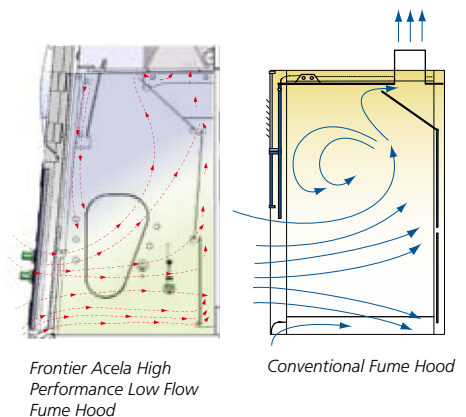 Frontier Acela High
Performance Low Flow
Fume Hood
Conventional Fume Hood